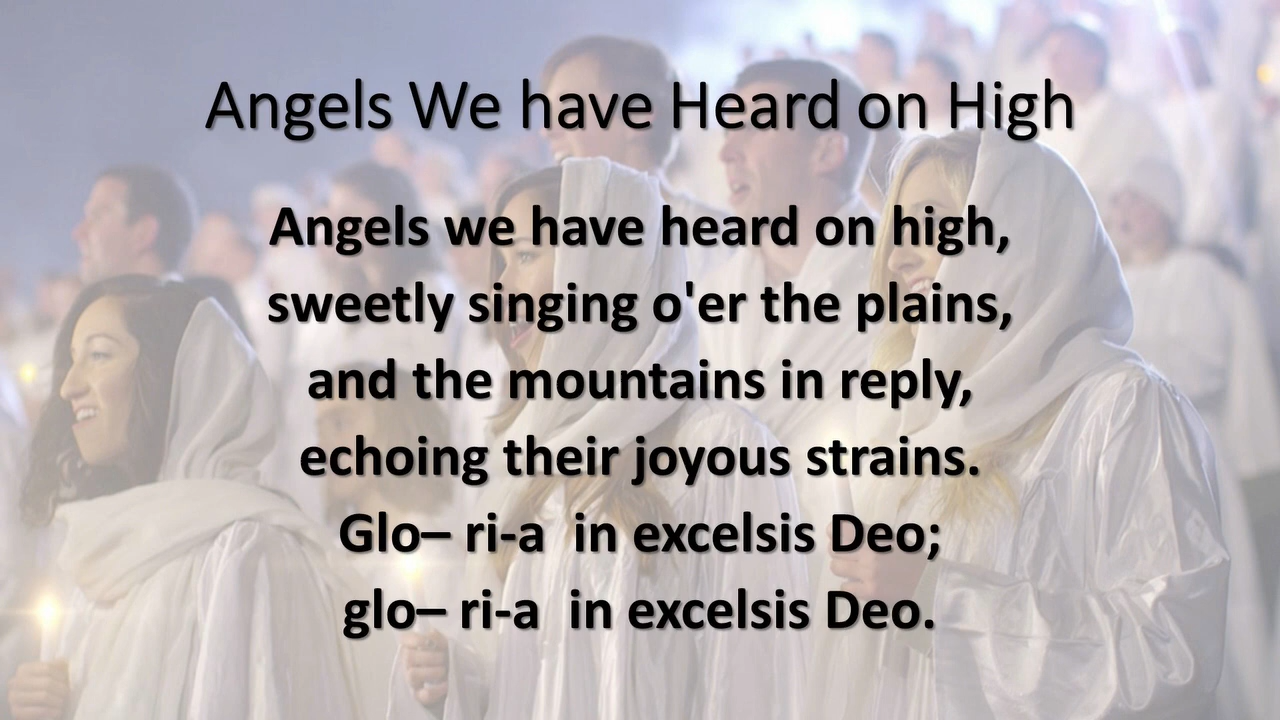 Angels We have Heard on High
Angels we have heard on high,
sweetly singing o'er the plains,
and the mountains in reply,
echoing their joyous strains.
Glo– ri-a  in excelsis Deo;
glo– ri-a  in excelsis Deo.